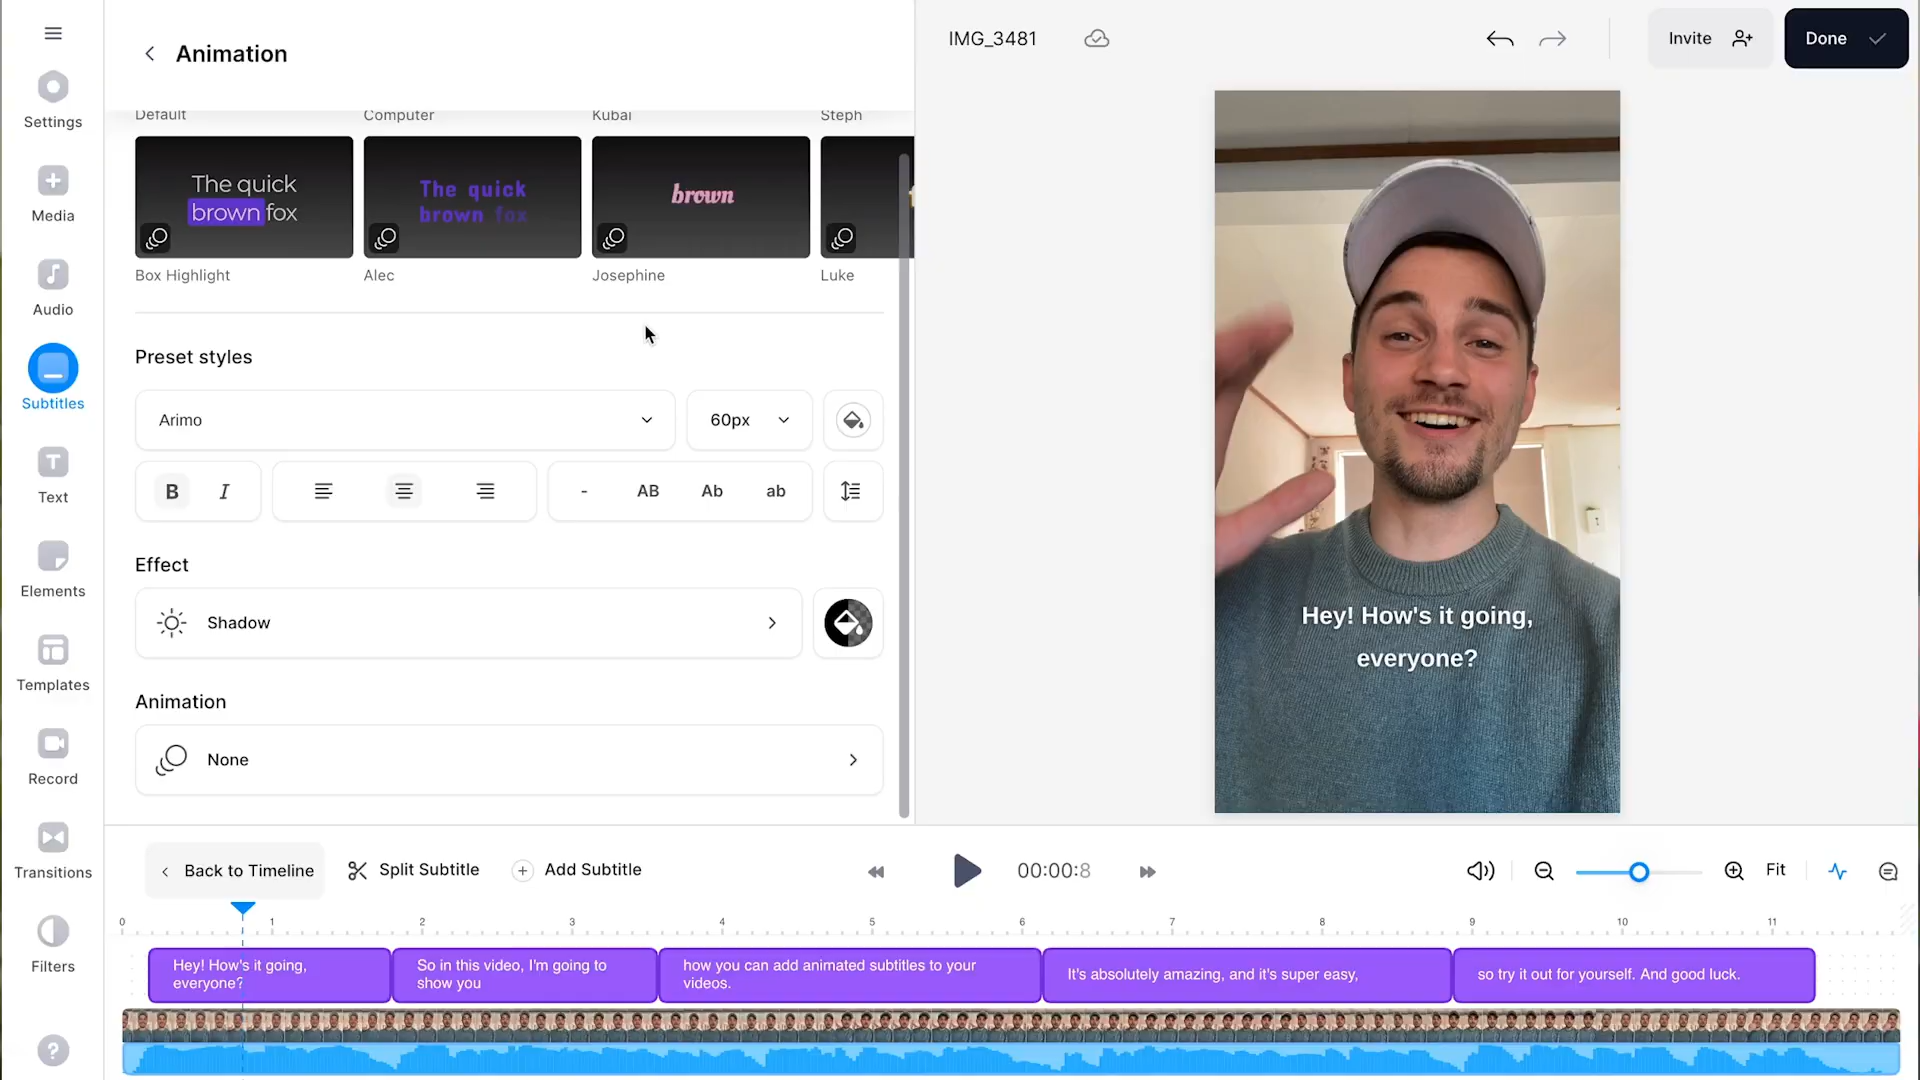 Settings
Media
Audio
Subtitles
Text
Elements
Templates
Record
Transitions
Filters
?
Animation
Default
Computer
Kubai
Steph
The quick
brown fox
Box Highlight
The quick
brown fox
Alec
brown
Josephine
Luke
Preset styles
Arimo
60px
B
I
-
AB
Ab
ab
Effect
Shadow
Animation
None
IMG_3481
Invite
Done
Hey! How's it going,
everyone?
Back to Timeline
Split Subtitle
Add Subtitle
00:00:8
Fit
0 1 2 3 4 5 6 7 8 9 10 11
Hey! How's it going,
everyone?
So in this video, I'm going to
show you
how you can add animated subtitles to your
videos.
It's absolutely amazing, and it's super easy,
so try it out for yourself. And good luck.